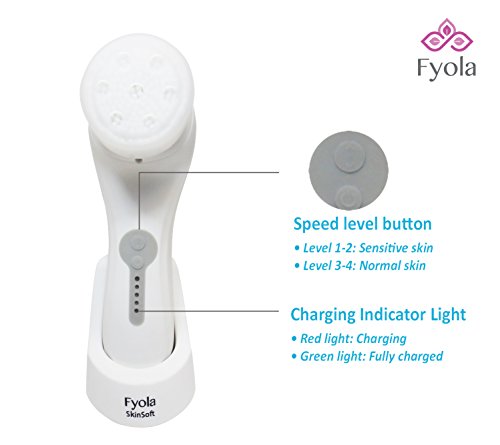 Fyola
Speed level button
• Level 1-2: Sensitive skin
• Level 3-4: Normal skin
Charging Indicator Light
• Red light: Charging
• Green light: Fully charged
Fyola
SkinSoft